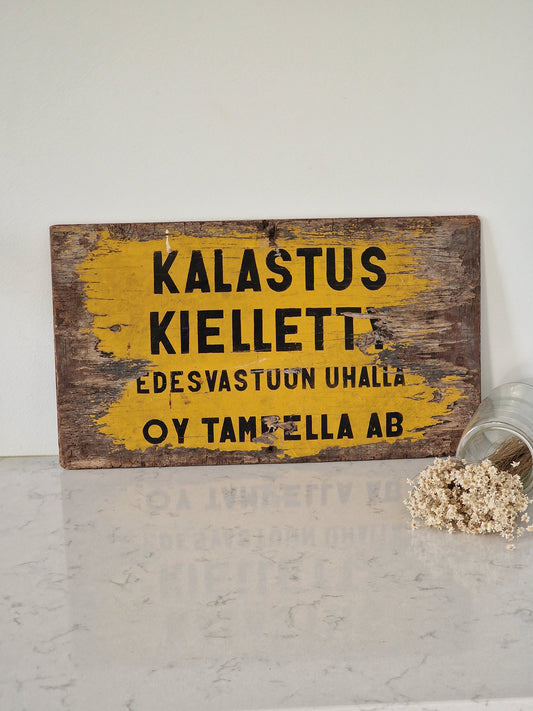 KALASTUS
KIELLETTY
EDESVASTUUN UHALLA
OY TAMPELLA AB